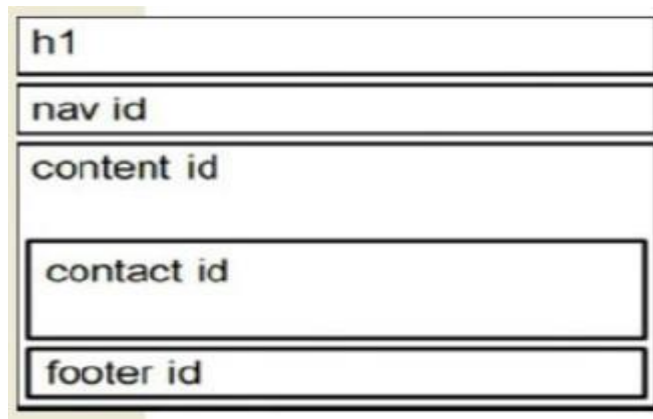 h1
nav id
content id
contact id
footer id